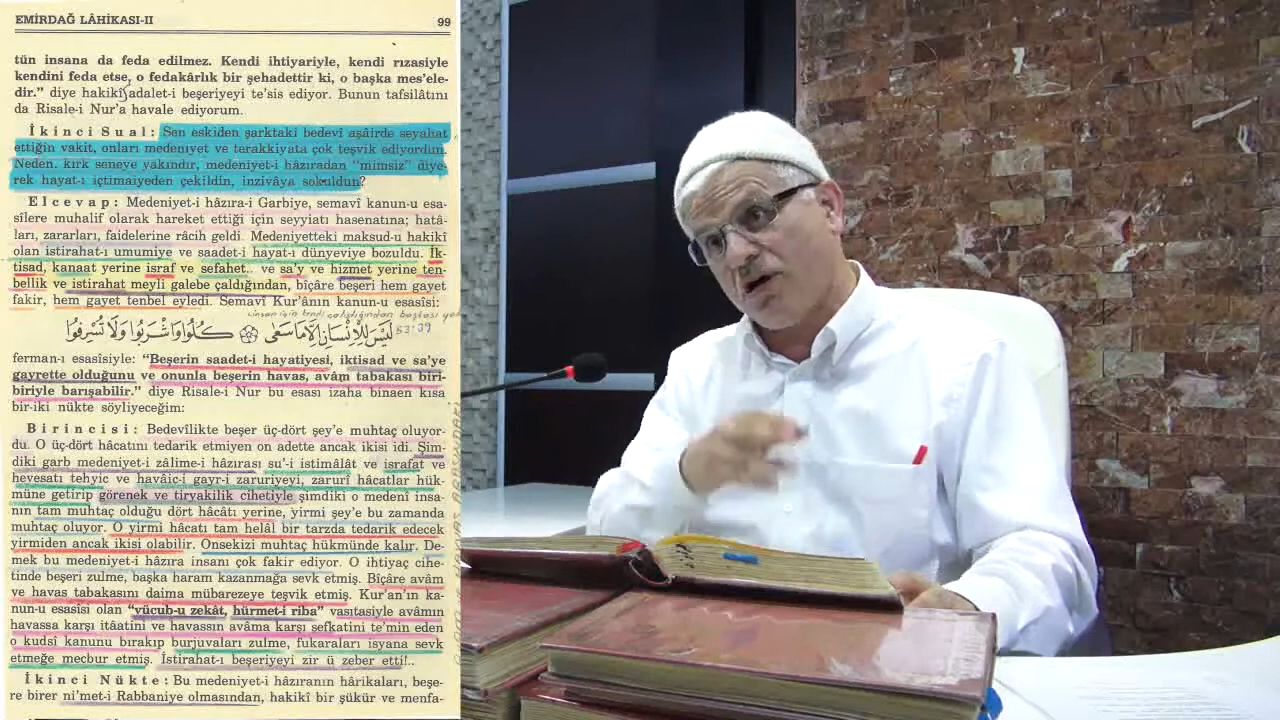 EMİRDAĞ LÂHİKASI-II 99
tün insana da feda edilmez. Kendi ihtiyariyle, kendi rızasiyle
kendini feda etse, o fedakârlık bir şehadettir ki, o başka mes'ele-
dir." diye hakikî adalet-i beşeriyeyi te'sis ediyor. Bunun tafsilâtını
da Risale-i Nur'a havale ediyorum.
İkinci Sual: Sen eskiden şarktaki bedevî aşâirde seyahat
ettiğin vakit, onları medeniyet ve terakkiyata çok teşvik ediyordun.
Neden, kırk seneye yakındır, medeniyet-i hâzıradan "mimsiz" diye-
rek hayat-ı içtimaiyeden çekildin, inzivâya sokuldun?
Elcevap: Medeniyet-i hâzıra-i Garbiye, semavî kanun-u esa-
sîlere muhalif olarak hareket ettiği için seyyiatı hasenatına; hatâ-
ları, zararları, faidelerine râcih geldi. Medeniyetteki maksud-u hakikî
olan istirahat-ı umumiye ve saadet-i hayat-ı dünyeviye bozuldu. İk-
tisad, kanaat yerine israf ve sefahet.. ve sa'y ve hizmet yerine ten-
bellik ve istirahat meyli galebe çaldığından, bîçâre beşeri hem gayet
fakir, hem gayet tenbel eyledi. Semavî Kur'ânın kanun-u esasîsi:
لَيْسَ لِلْاِنْسَانِ اِلَّا مَا سَعٰى ❁ كُلُوا وَاشْرَبُوا وَلَا تُسْرِفُوا 53:39
ferman-ı esasîsiyle: "Beşerin saadet-i hayatiyesi, iktisad ve sa'ye
gayrette olduğunu ve onunla beşerin havas, avâm tabakası biri-
biriyle barışabilir." diye Risale-i Nur bu esası izaha binaen kısa
bir-iki nükte söyliyeceğim:
Birincisi: Bedevîlikte beşer üç-dört şey'e muhtaç oluyor-
du. O üç-dört hâcatını tedarik etmiyen on adette ancak ikisi idi. Şim-
diki garb medeniyet-i zâlime-i hâzırası su'-i istimâlât ve israfat ve
hevesatı tehyic ve havâic-i gayr-i zaruriyeyi, zarurî hâcatlar hük-
müne getirip görenek ve tiryakilik cihetiyle şimdiki o medenî insa-
nın tam muhtaç olduğu dört hâcâtı yerine, yirmi şey'e bu zamanda
muhtaç oluyor. O yirmi hâcatı tam helâl bir tarzda tedarik edecek
yirmiden ancak ikisi olabilir. Onsekizi muhtaç hükmünde kalır. De-
mek bu medeniyet-i hâzıra insanı çok fakir ediyor. O ihtiyaç cihe-
tinde beşeri zulme, başka haram kazanmağa sevk etmiş. Bîçâre avâm
ve havas tabakasını daima mübarezeye teşvik etmiş. Kur'an'ın ka-
nun-u esasîsi olan "vücub-u zekât, hürmet-i riba" vasıtasiyle avâmın
havassa karşı itâatini ve havassın avâma karşı şefkatini te'min eden
o kudsî kanunu bırakıp burjuvaları zulme, fukaraları isyana sevk
etmeğe mecbur etmiş. İstirahat-ı beşeriyeyi zir ü zeber etti!..
İkinci Nükte: Bu medeniyet-i hâzıranın hârikaları, beşe-
re birer ni'met-i Rabbaniye olmasından, hakikî bir şükür ve menfa-